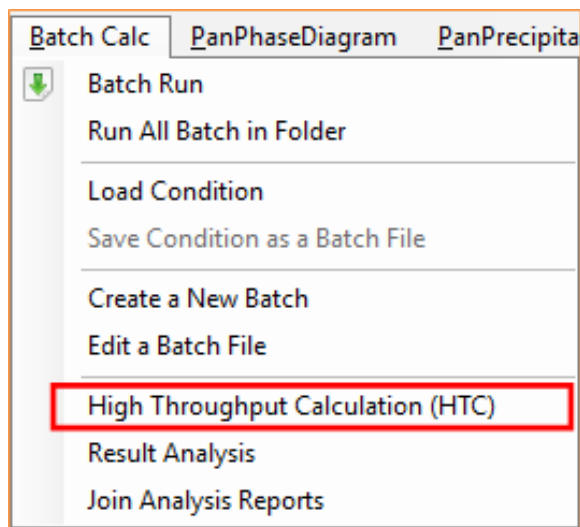 Batch Calc PanPhaseDiagram PanPrecipita
Batch Run
Run All Batch in Folder
Load Condition
Save Condition as a Batch File
Create a New Batch
Edit a Batch File
High Throughput Calculation (HTC)
Result Analysis
Join Analysis Reports